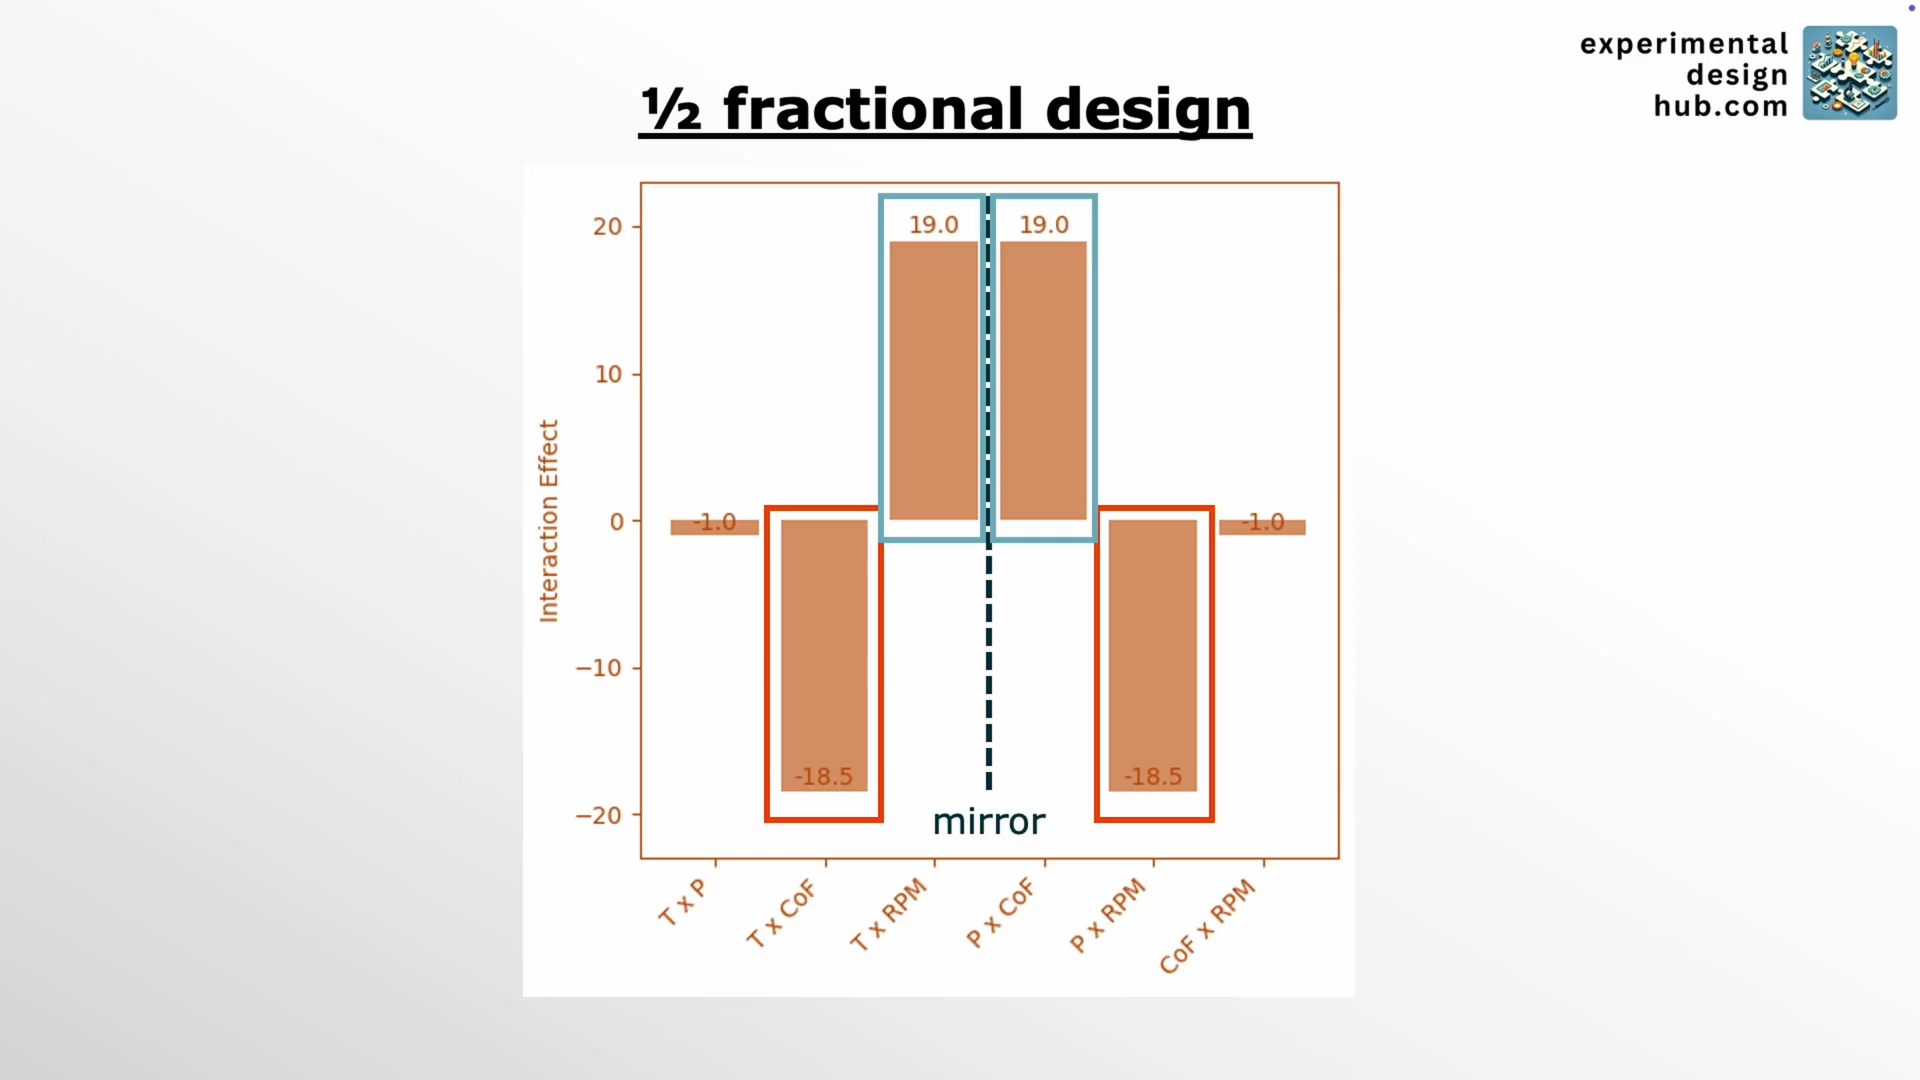 experimental
design
hub.com
½ fractional design
Interaction Effect
20
10
0
−10
−20
-1.0
-18.5
19.0
19.0
-18.5
-1.0
mirror
T x P
T x CoF
T x RPM
P x CoF
P x RPM
CoF x RPM